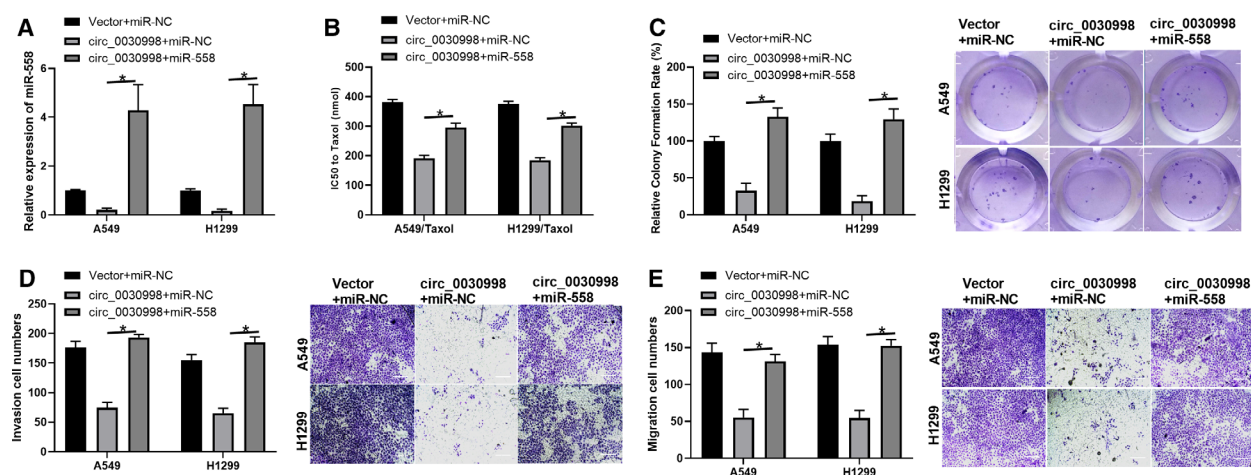 A
Vector+miR-NC
circ_0030998+miR-NC
circ_0030998+miR-558
Relative expression of miR-558
6
4
2
0
*
*
A549
H1299
B
Vector+miR-NC
circ_0030998+miR-NC
circ_0030998+miR-558
IC50 to Taxol (nmol)
500
400
300
200
100
0
*
*
A549/Taxol
H1299/Taxol
C
Vector+miR-NC
circ_0030998+miR-NC
circ_0030998+miR-558
Relative Colony Formation Rate (%)
200
150
100
50
0
*
*
A549
H1299
Vector
+miR-NC
circ_0030998
+miR-NC
circ_0030998
+miR-558
A549
H1299
D
Vector+miR-NC
circ_0030998+miR-NC
circ_0030998+miR-558
Invasion cell numbers
250
200
150
100
50
0
*
*
A549
H1299
Vector
+miR-NC
circ_0030998
+miR-NC
circ_0030998
+miR-558
A549
H1299
E
Vector+miR-NC
circ_0030998+miR-NC
circ_0030998+miR-558
Migration cell numbers
200
150
100
50
0
*
*
A549
H1299
Vector
+miR-NC
circ_0030998
+miR-NC
circ_0030998
+miR-558
A549
H1299